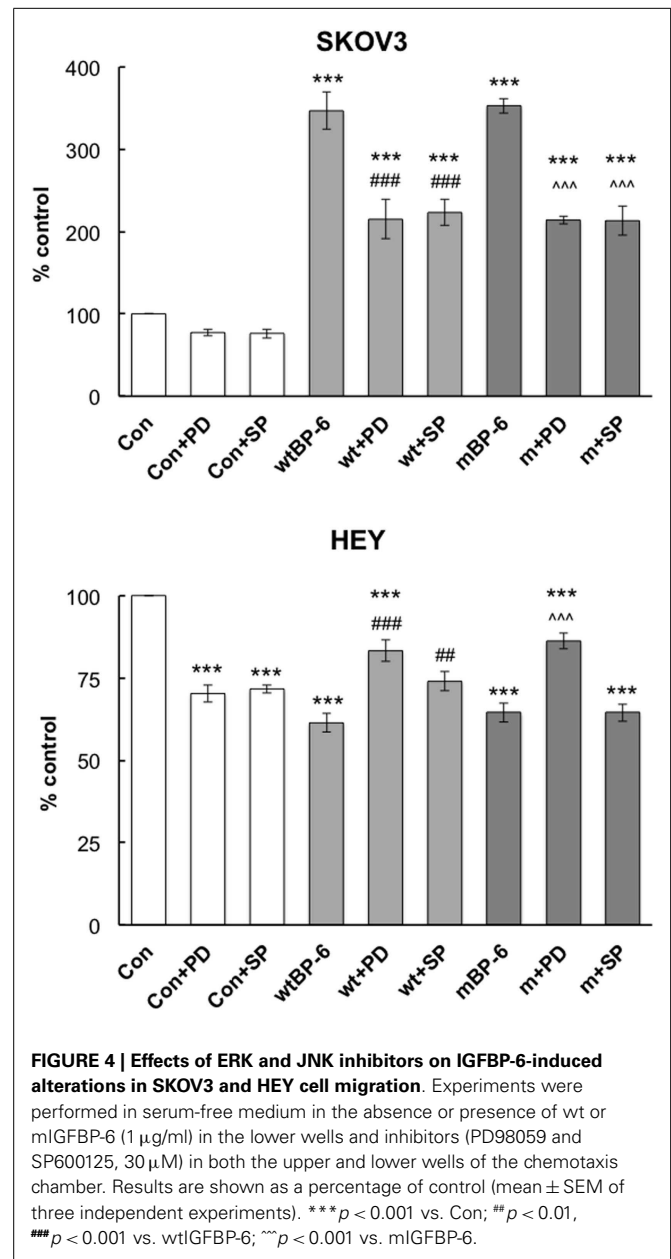 SKOV3
400
300
200
100
0
% control
***
***
###
***
###
***
***
^^^
***
^^^
Con
Con+PD
Con+SP
wtBP-6
wt+PD
wt+SP
mBP-6
m+PD
m+SP
HEY
100
75
50
25
0
% control
***
***
***
***
###
##
***
***
^^^
***
Con
Con+PD
Con+SP
wtBP-6
wt+PD
wt+SP
mBP-6
m+PD
m+SP
FIGURE 4 | Effects of ERK and JNK inhibitors on IGFBP-6-induced
alterations in SKOV3 and HEY cell migration. Experiments were
performed in serum-free medium in the absence or presence of wt or
mIGFBP-6 (1 μg/ml) in the lower wells and inhibitors (PD98059 and
SP600125, 30 μM) in both the upper and lower wells of the chemotaxis
chamber. Results are shown as a percentage of control (mean ± SEM of
three independent experiments). ***p < 0.001 vs. Con; ##p < 0.01,
###p < 0.001 vs. wtIGFBP-6; ^^^p < 0.001 vs. mIGFBP-6.